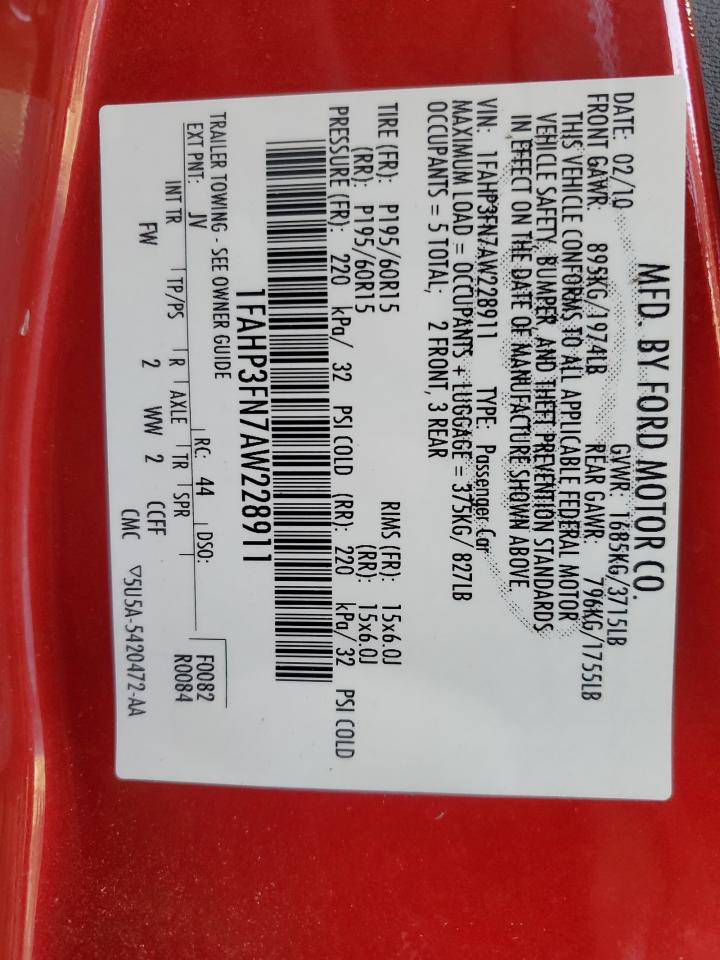 MFD. BY FORD MOTOR CO.
DATE: 02/10 GVWR: 1685KG/3715LB
FRONT GAWR: 895KG/1974LB REAR GAWR: 796KG/1755LB
THIS VEHICLE CONFORMS TO ALL APPLICABLE FEDERAL MOTOR
VEHICLE SAFETY, BUMPER, AND THEFT PREVENTION STANDARDS
IN EFFECT ON THE DATE OF MANUFACTURE SHOWN ABOVE.
VIN: 1FAHP3FN7AW228911 TYPE: Passenger Car
MAXIMUM LOAD = OCCUPANTS + LUGGAGE = 375KG/ 827LB
OCCUPANTS = 5 TOTAL; 2 FRONT, 3 REAR
TIRE (FR): P195/60R15 RIMS (FR): 15x6.0J
(RR): P195/60R15 (RR): 15x6.0J
PRESSURE (FR): 220 kPa/ 32 PSI COLD (RR): 220 kPa/ 32 PSI COLD
1FAHP3FN7AW228911
TRAILER TOWING - SEE OWNER GUIDE
EXT PNT: JV RC: 44 DSO: F0082
INT TR TP/PS R AXLE TR SPR R0084
FW 2 WW 2 CCFF
CMC ▽5U5A-5420472-AA